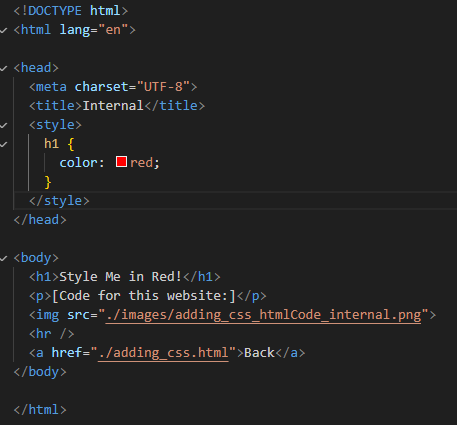 <!DOCTYPE html>
<html lang="en">
<head>
<meta charset="UTF-8">
<title>Internal</title>
<style>
h1 {
color: red;
}
</style>
</head>
<body>
<h1>Style Me in Red!</h1>
<p>[Code for this website:]</p>
<img src="./images/adding_css_htmlCode_internal.png">
<hr />
<a href="./adding_css.html">Back</a>
</body>
</html>